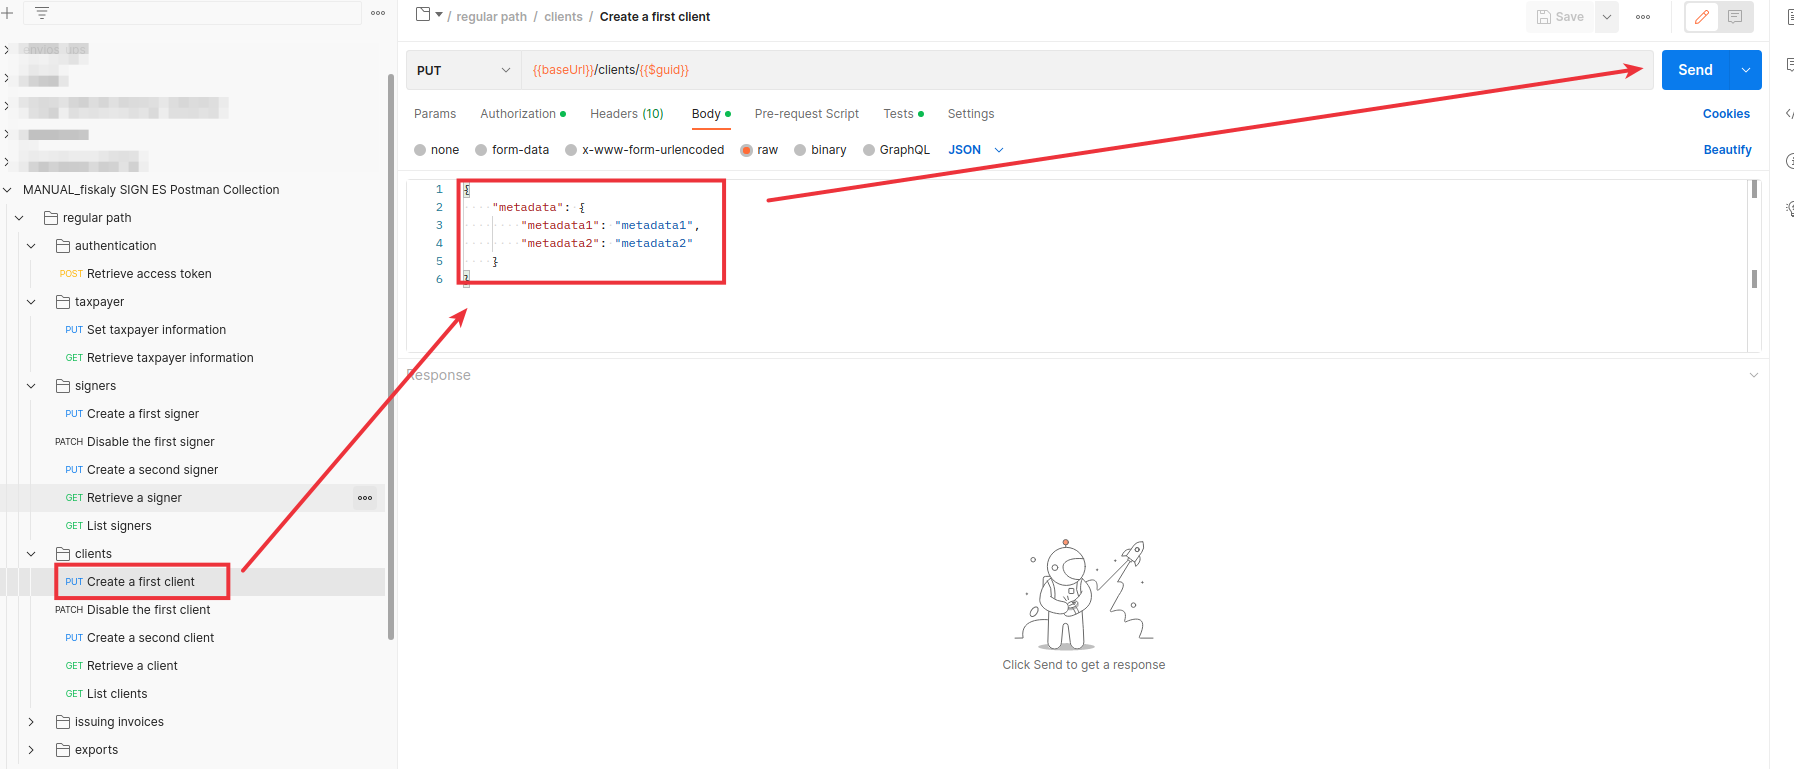 / regular path / clients / Create a first client
Save
PUT
{{baseUrl}}/clients/{{$guid}}
Send
Params
Authorization
Headers (10)
Body
Pre-request Script
Tests
Settings
Cookies
none
form-data
x-www-form-urlencoded
raw
binary
GraphQL
JSON
Beautify
1 {
2 "metadata": {
3 "metadata1": "metadata1",
4 "metadata2": "metadata2"
5 }
6 }
Response
Click Send to get a response
MANUAL_fiskaly SIGN ES Postman Collection
regular path
authentication
POST Retrieve access token
taxpayer
PUT Set taxpayer information
GET Retrieve taxpayer information
signers
PUT Create a first signer
PATCH Disable the first signer
PUT Create a second signer
GET Retrieve a signer
GET List signers
clients
PUT Create a first client
PATCH Disable the first client
PUT Create a second client
GET Retrieve a client
GET List clients
issuing invoices
exports